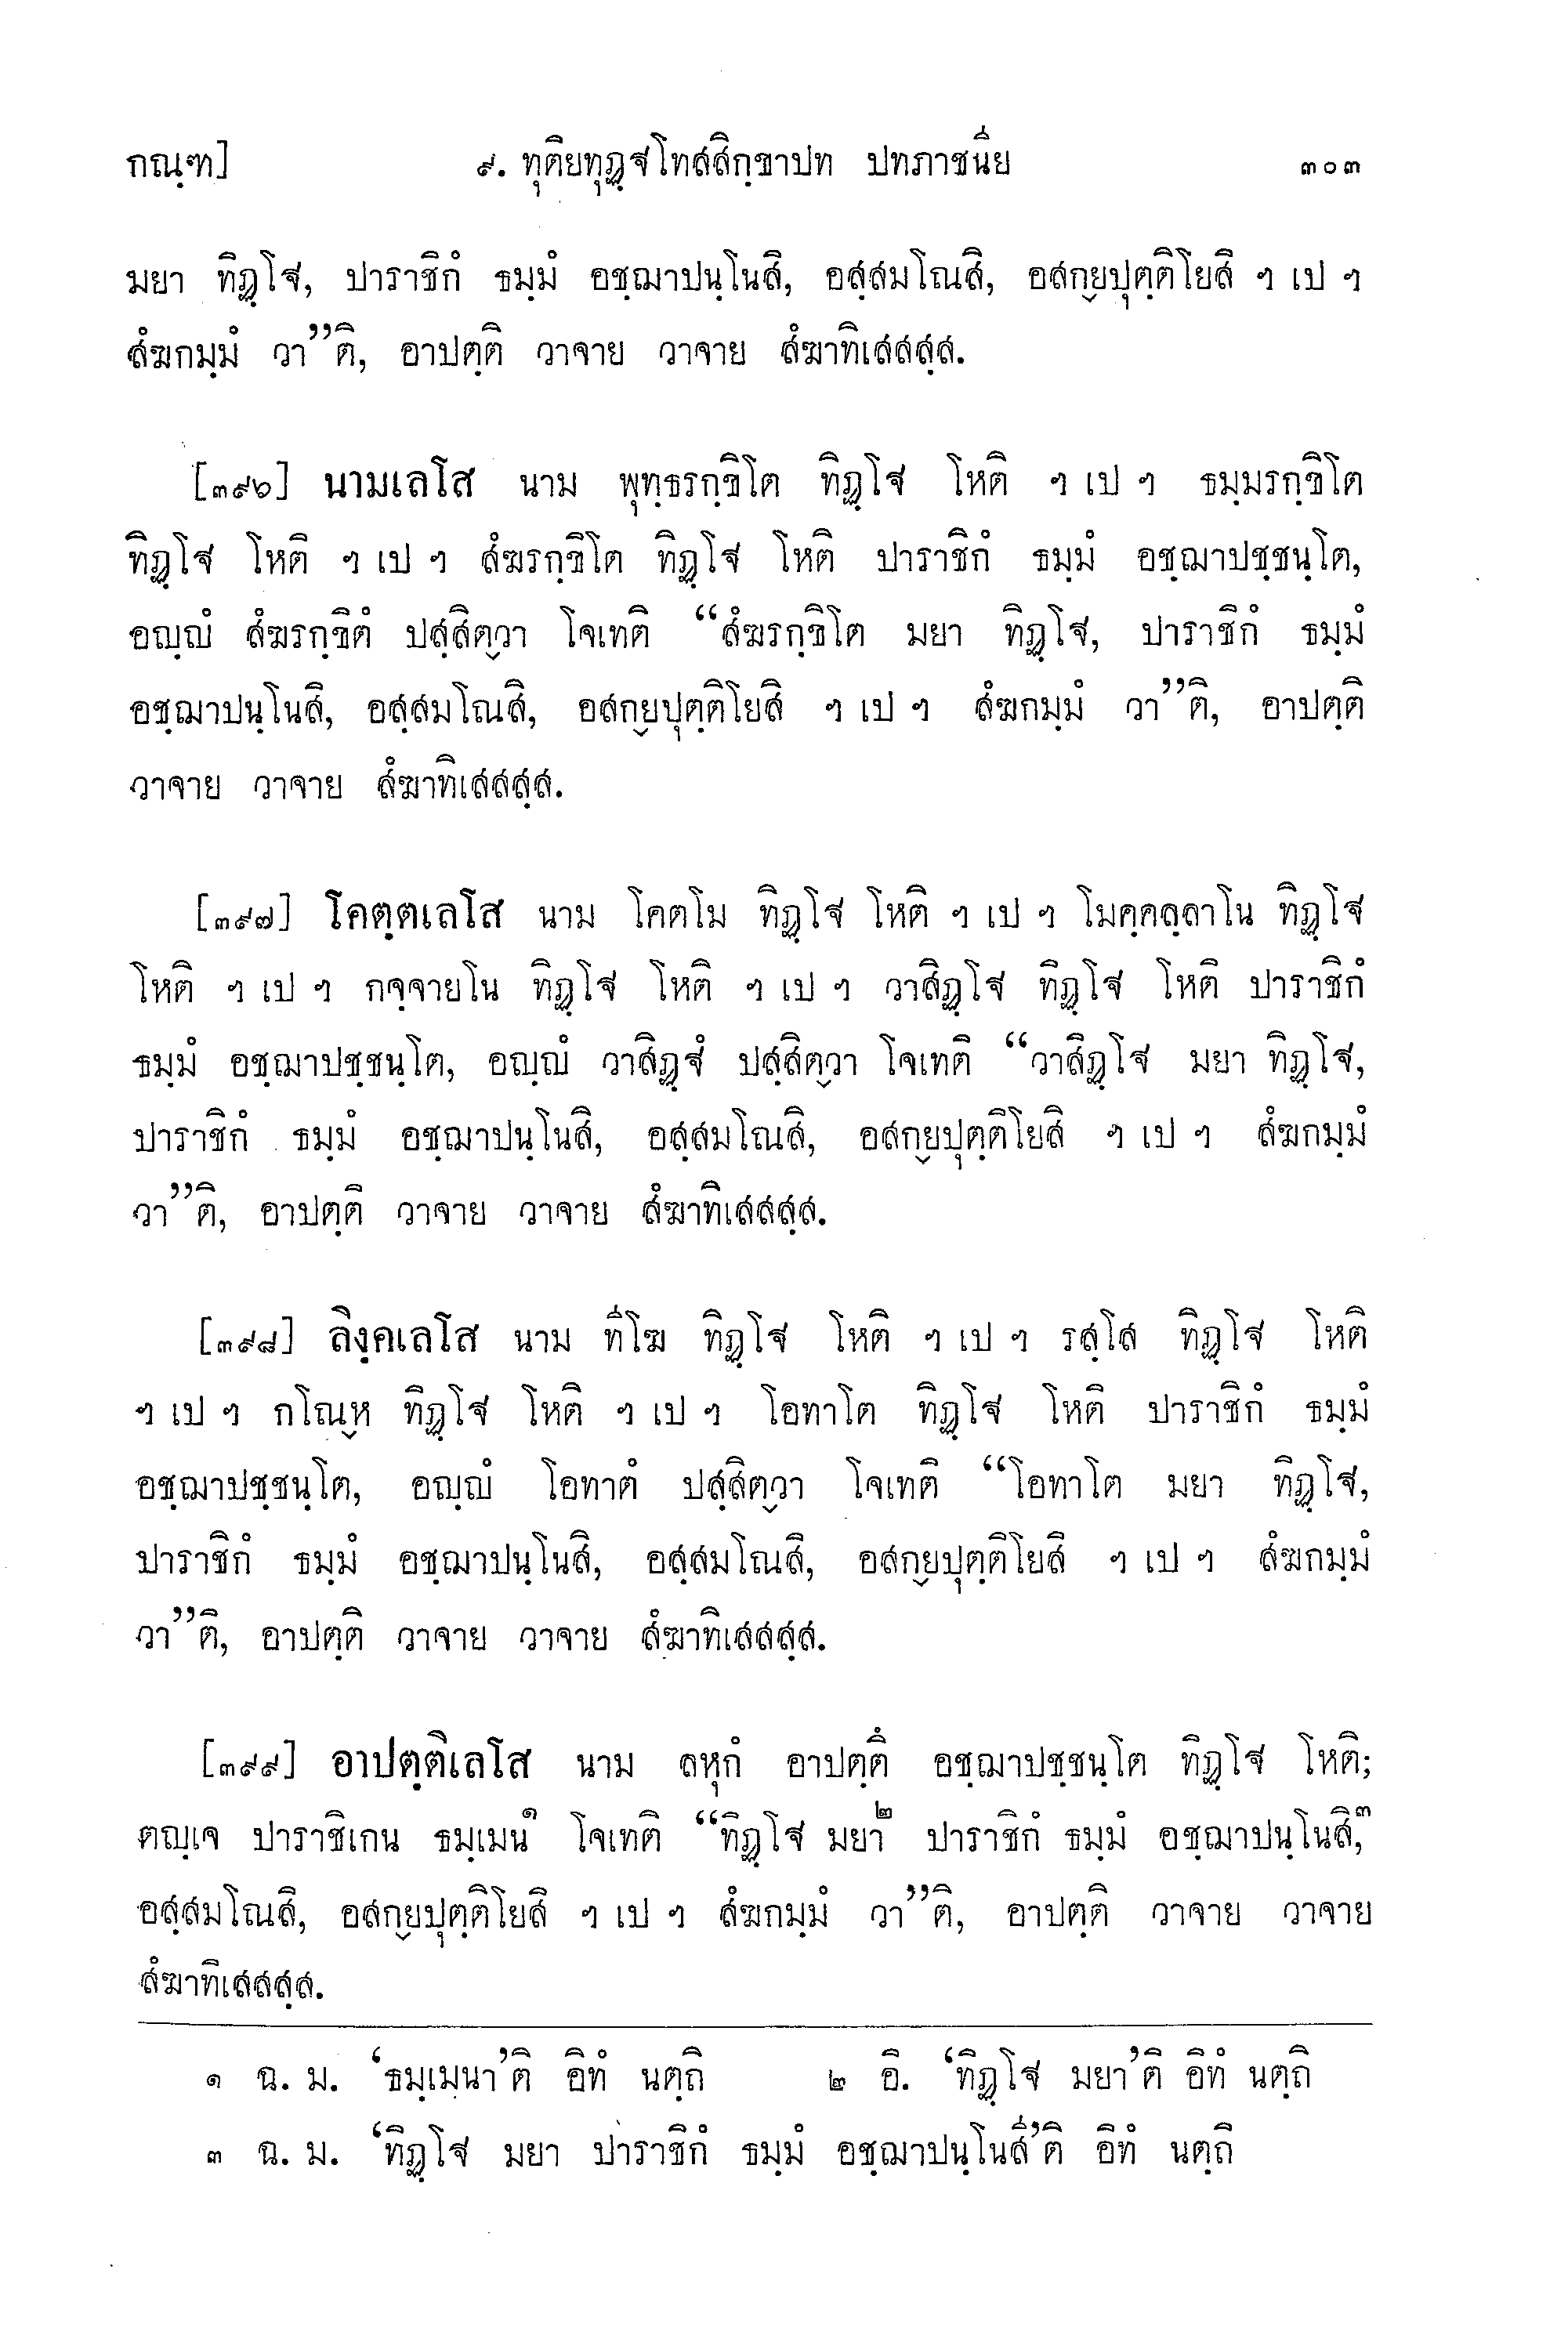 กณฺฑ] ๙. ทุติยทุฏฺฐโทสสิกฺขาปท ปทภาชนีย ๓๐๓
มยา ทิฏฺโฐ, ปาราชิกํ ธมฺมํ อชฺฌาปนฺโนสิ, อสฺสมโณสิ, อสกฺยปุตฺติโยสิ ฯ เป ฯ
สํฆกมฺมํ วา”ติ, อาปตฺติ วาจาย วาจาย สํฆาทิเสสสฺส.
[๓๙๖] นามเลโส นาม พุทฺธรกฺขิโต ทิฏฺโฐ โหติ ฯ เป ฯ ธมฺมรกฺขิโต
ทิฏฺโฐ โหติ ฯ เป ฯ สํฆรกฺขิโต ทิฏฺโฐ โหติ ปาราชิกํ ธมฺมํ อชฺฌาปชฺชนฺโต,
อญฺญํ สํฆรกฺขิตํ ปสฺสิตฺวา โจเทติ “สํฆรกฺขิโต มยา ทิฏฺโฐ, ปาราชิกํ ธมฺมํ
อชฺฌาปนฺโนสิ, อสฺสมโณสิ, อสกฺยปุตฺติโยสิ ฯ เป ฯ สํฆกมฺมํ วา”ติ, อาปตฺติ
วาจาย วาจาย สํฆาทิเสสสฺส.
[๓๙๗] โคตฺตเลโส นาม โคตโม ทิฏฺโฐ โหติ ฯ เป ฯ โมคฺคลฺลาโน ทิฏฺโฐ
โหติ ฯ เป ฯ กจฺจายโน ทิฏฺโฐ โหติ ฯ เป ฯ วาสิฏฺโฐ ทิฏฺโฐ โหติ ปาราชิกํ
ธมฺมํ อชฺฌาปชฺชนฺโต, อญฺญํ วาสิฏฺฐํ ปสฺสิตฺวา โจเทติ “วาสิฏฺโฐ มยา ทิฏฺโฐ,
ปาราชิกํ ธมฺมํ อชฺฌาปนฺโนสิ, อสฺสมโณสิ, อสกฺยปุตฺติโยสิ ฯ เป ฯ สํฆกมฺมํ
วา”ติ, อาปตฺติ วาจาย วาจาย สํฆาทิเสสสฺส.
[๓๙๘] ลิงฺคเลโส นาม ทีโฆ ทิฏฺโฐ โหติ ฯ เป ฯ รสฺโส ทิฏฺโฐ โหติ
ฯ เป ฯ กโณฺห ทิฏฺโฐ โหติ ฯ เป ฯ โอทาโต ทิฏฺโฐ โหติ ปาราชิกํ ธมฺมํ
อชฺฌาปชฺชนฺโต, อญฺญํ โอทาตํ ปสฺสิตฺวา โจเทติ “โอทาโต มยา ทิฏฺโฐ,
ปาราชิกํ ธมฺมํ อชฺฌาปนฺโนสิ, อสฺสมโณสิ, อสกฺยปุตฺติโยสิ ฯ เป ฯ สํฆกมฺมํ
วา”ติ, อาปตฺติ วาจาย วาจาย สํฆาทิเสสสฺส.
[๓๙๙] อาปตฺติเลโส นาม ลหุกํ อาปตฺตึ อชฺฌาปชฺชนฺโต ทิฏฺโฐ โหติ;
ตญฺเจ ปาราชิเกน ธมฺเมน๑ โจเทติ “ทิฏฺโฐ มยา๒ ปาราชิกํ ธมฺมํ อชฺฌาปนฺโนสิ,๓
อสฺสมโณสิ, อสกฺยปุตฺติโยสิ ฯ เป ฯ สํฆกมฺมํ วา”ติ, อาปตฺติ วาจาย วาจาย
สํฆาทิเสสสฺส.
๑ ฉ. ม. ‘ธมฺเมนา’ติ อิทํ นตฺถิ ๒ อิ. ‘ทิฏฺโฐ มยา’ติ อิทํ นตฺถิ
๓ ฉ. ม. ‘ทิฏฺโฐ มยา ปาราชิกํ ธมฺมํ อชฺฌาปนฺโนสี’ติ อิทํ นตฺถิ